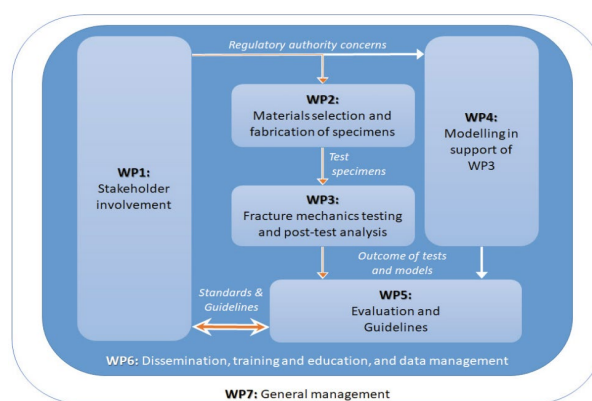 Regulatory authority concerns
WP1:
Stakeholder
involvement
WP2:
Materials selection and
fabrication of specimens
WP4:
Modelling in
support of
WP3
Test
specimens
WP3:
Fracture mechanics testing
and post-test analysis
Outcome of tests
and models
Standards &
Guidelines
WP5:
Evaluation and
Guidelines
WP6: Dissemination, training and education, and data management
WP7: General management